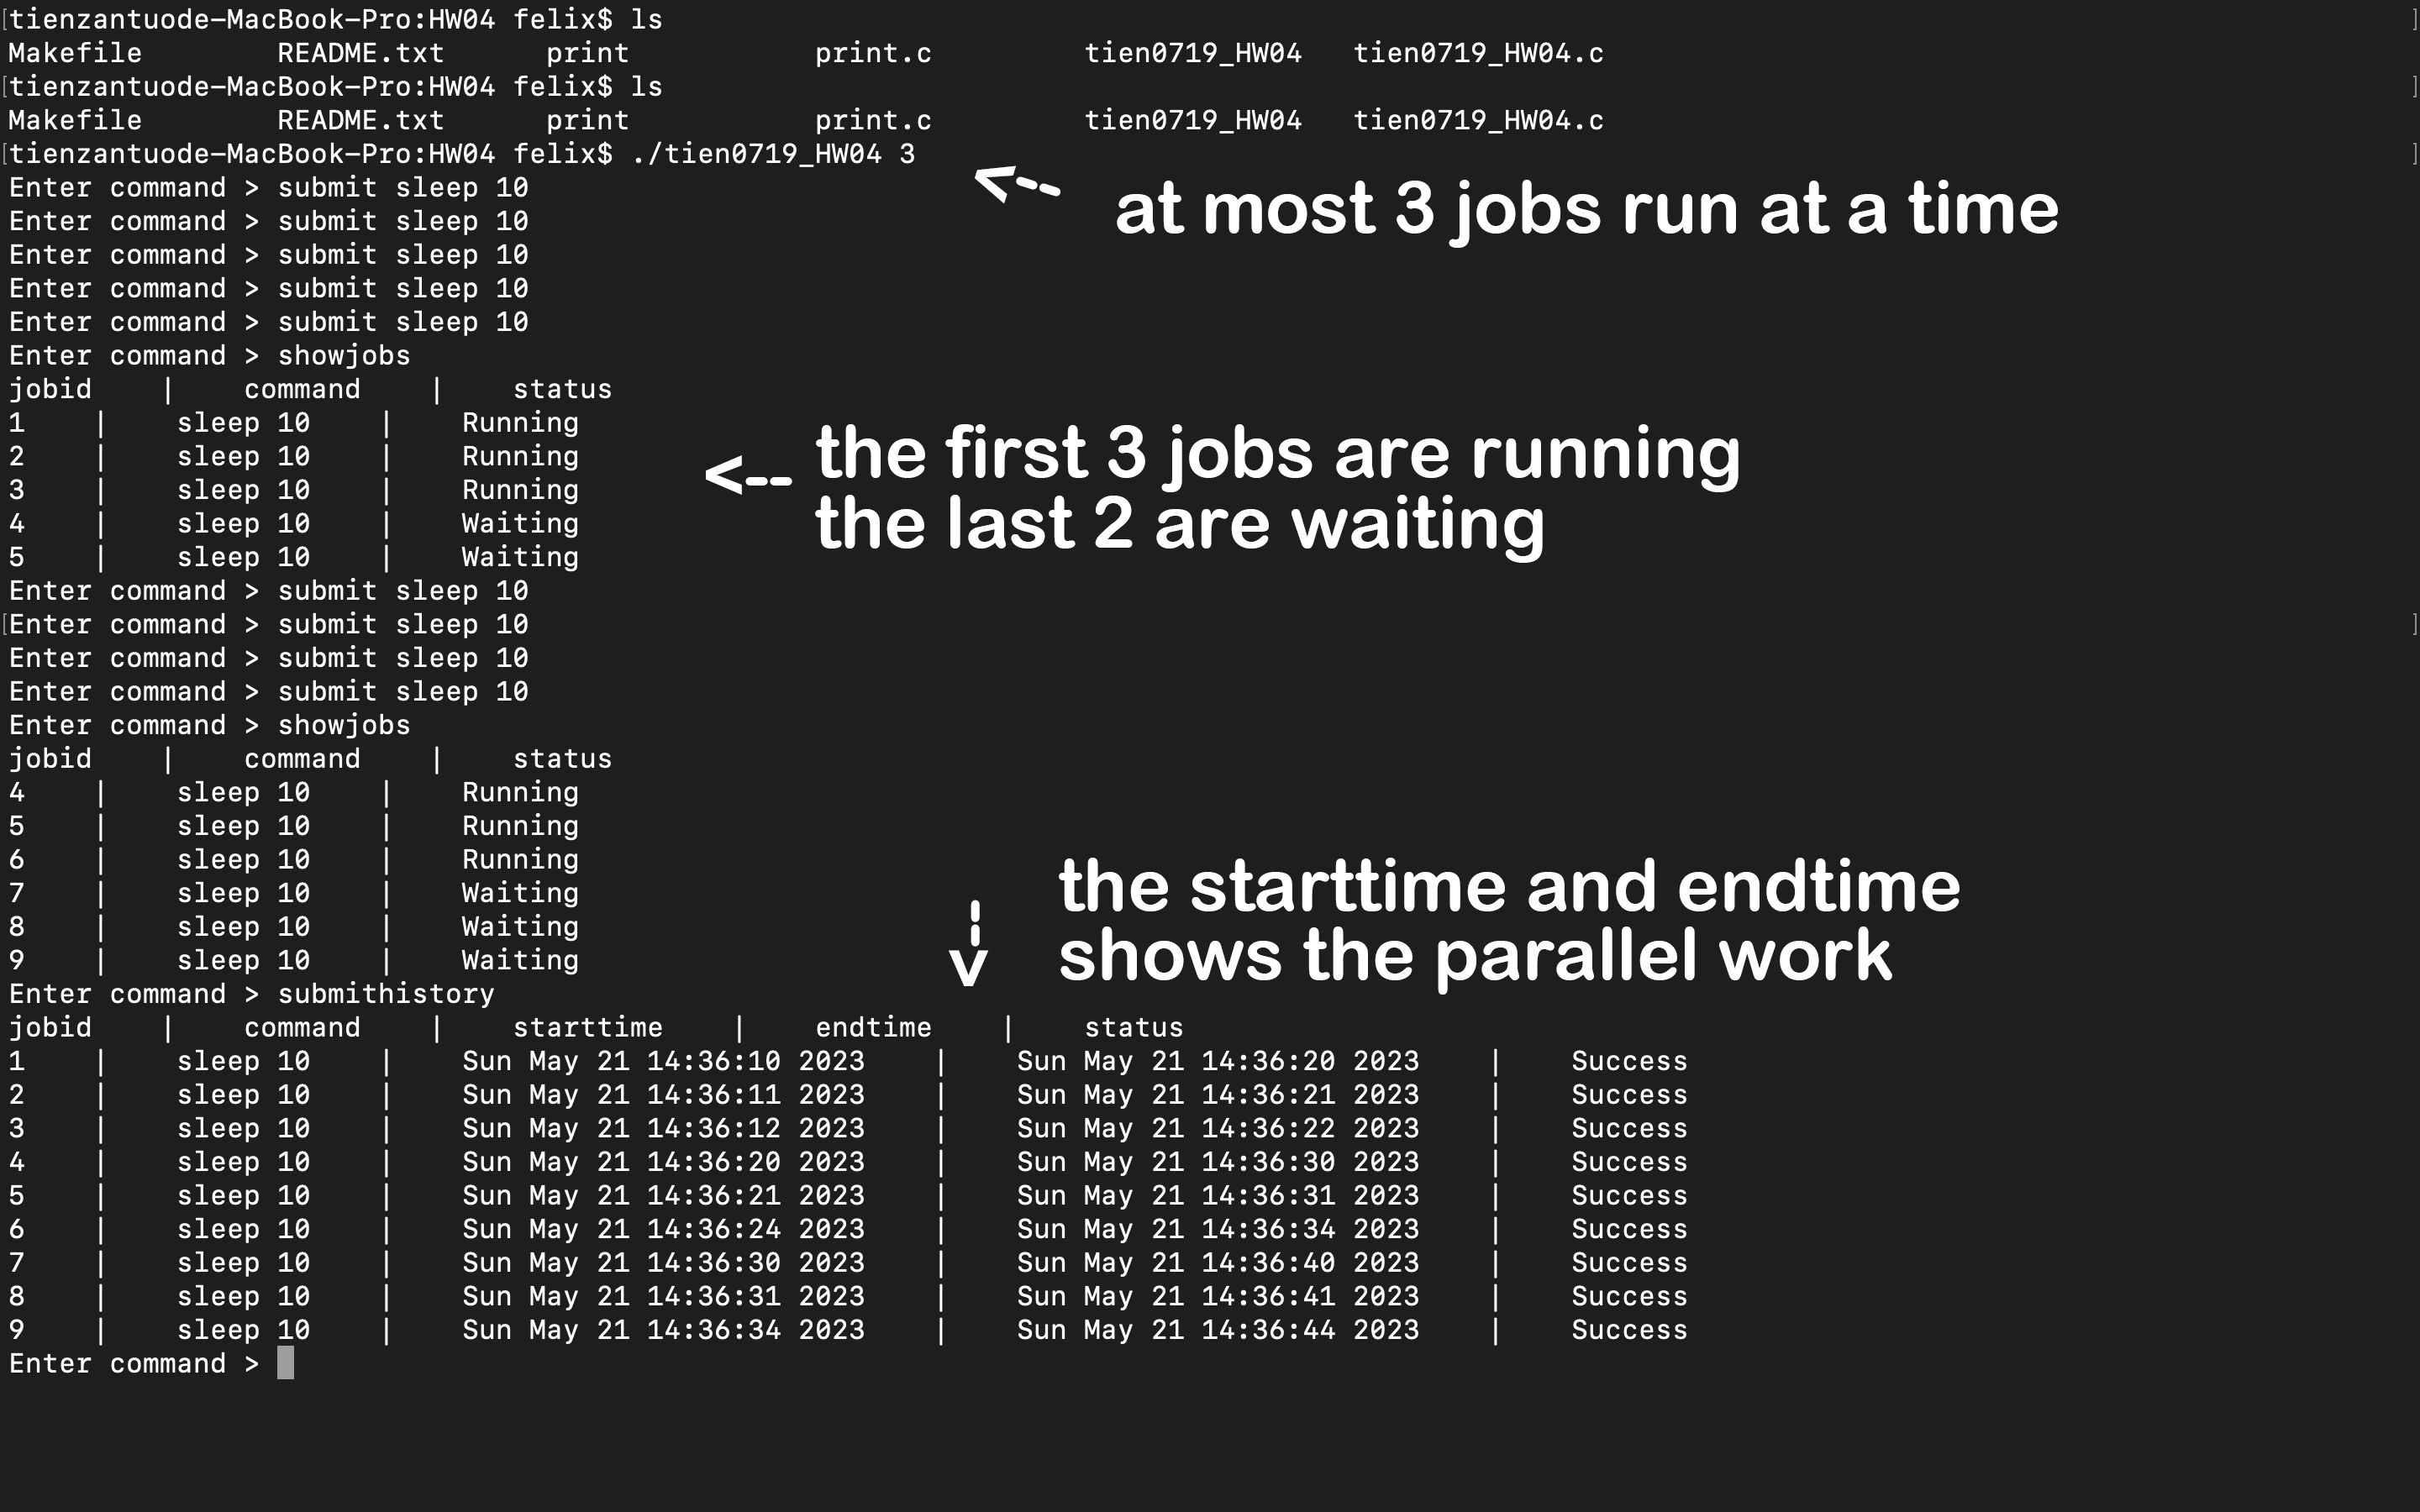 [tienzantuode-MacBook-Pro:HW04 felix$ ls ]
Makefile README.txt print print.c tien0719_HW04 tien0719_HW04.c
[tienzantuode-MacBook-Pro:HW04 felix$ ls ]
Makefile README.txt print print.c tien0719_HW04 tien0719_HW04.c
[tienzantuode-MacBook-Pro:HW04 felix$ ./tien0719_HW04 3 ]
Enter command > submit sleep 10
<-- at most 3 jobs run at a time
Enter command > submit sleep 10
Enter command > submit sleep 10
Enter command > submit sleep 10
Enter command > submit sleep 10
Enter command > showjobs
jobid | command | status
1 | sleep 10 | Running
2 | sleep 10 | Running
3 | sleep 10 | Running
4 | sleep 10 | Waiting
5 | sleep 10 | Waiting
<-- the first 3 jobs are running
the last 2 are waiting
Enter command > submit sleep 10
[Enter command > submit sleep 10 ]
Enter command > submit sleep 10
Enter command > submit sleep 10
Enter command > showjobs
jobid | command | status
4 | sleep 10 | Running
5 | sleep 10 | Running
6 | sleep 10 | Running
7 | sleep 10 | Waiting
8 | sleep 10 | Waiting
9 | sleep 10 | Waiting
the starttime and endtime
shows the parallel work
Enter command > submithistory
jobid | command | starttime | endtime | status
1 | sleep 10 | Sun May 21 14:36:10 2023 | Sun May 21 14:36:20 2023 | Success
2 | sleep 10 | Sun May 21 14:36:11 2023 | Sun May 21 14:36:21 2023 | Success
3 | sleep 10 | Sun May 21 14:36:12 2023 | Sun May 21 14:36:22 2023 | Success
4 | sleep 10 | Sun May 21 14:36:20 2023 | Sun May 21 14:36:30 2023 | Success
5 | sleep 10 | Sun May 21 14:36:21 2023 | Sun May 21 14:36:31 2023 | Success
6 | sleep 10 | Sun May 21 14:36:24 2023 | Sun May 21 14:36:34 2023 | Success
7 | sleep 10 | Sun May 21 14:36:30 2023 | Sun May 21 14:36:40 2023 | Success
8 | sleep 10 | Sun May 21 14:36:31 2023 | Sun May 21 14:36:41 2023 | Success
9 | sleep 10 | Sun May 21 14:36:34 2023 | Sun May 21 14:36:44 2023 | Success
Enter command >